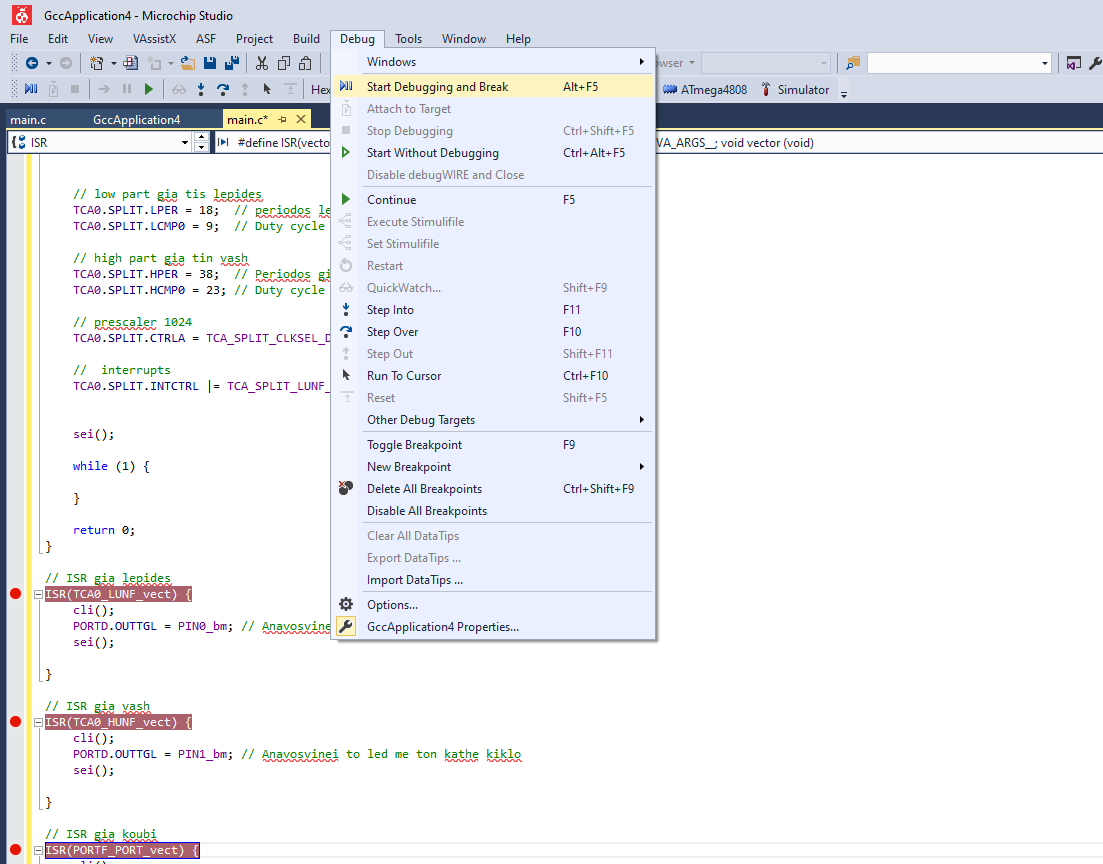 GccApplication4 - Microchip Studio
File Edit View VAssistX ASF Project Build Debug Tools Window Help
Hex
ATmega4808 Simulator
main.c GccApplication4 main.c*
ISR #define ISR(vecto VA_ARGS__; void vector (void)
Windows
Start Debugging and Break Alt+F5
Attach to Target
Stop Debugging Ctrl+Shift+F5
Start Without Debugging Ctrl+Alt+F5
Disable debugWIRE and Close
Continue F5
Execute Stimulifile
Set Stimulifile
Restart
QuickWatch... Shift+F9
Step Into F11
Step Over F10
Step Out Shift+F11
Run To Cursor Ctrl+F10
Reset Shift+F5
Other Debug Targets
Toggle Breakpoint F9
New Breakpoint
Delete All Breakpoints Ctrl+Shift+F9
Disable All Breakpoints
Clear All DataTips
Export DataTips ...
Import DataTips ...
Options...
GccApplication4 Properties...
// low part gia tis lepides
TCA0.SPLIT.LPER = 18; // periodos le
TCA0.SPLIT.LCMP0 = 9; // Duty cycle
// high part gia tin vash
TCA0.SPLIT.HPER = 38; // Periodos gi
TCA0.SPLIT.HCMP0 = 23; // Duty cycle
// prescaler 1024
TCA0.SPLIT.CTRLA = TCA_SPLIT_CLKSEL_D
// interrupts
TCA0.SPLIT.INTCTRL |= TCA_SPLIT_LUNF_
sei();
while (1) {
}
return 0;
}
// ISR gia lepides
ISR(TCA0_LUNF_vect) {
cli();
PORTD.OUTTGL = PIN0_bm; // Anavosvine
sei();
}
// ISR gia vash
ISR(TCA0_HUNF_vect) {
cli();
PORTD.OUTTGL = PIN1_bm; // Anavosvinei to led me ton kathe kiklo
sei();
}
// ISR gia koubi
ISR(PORTF_PORT_vect) {